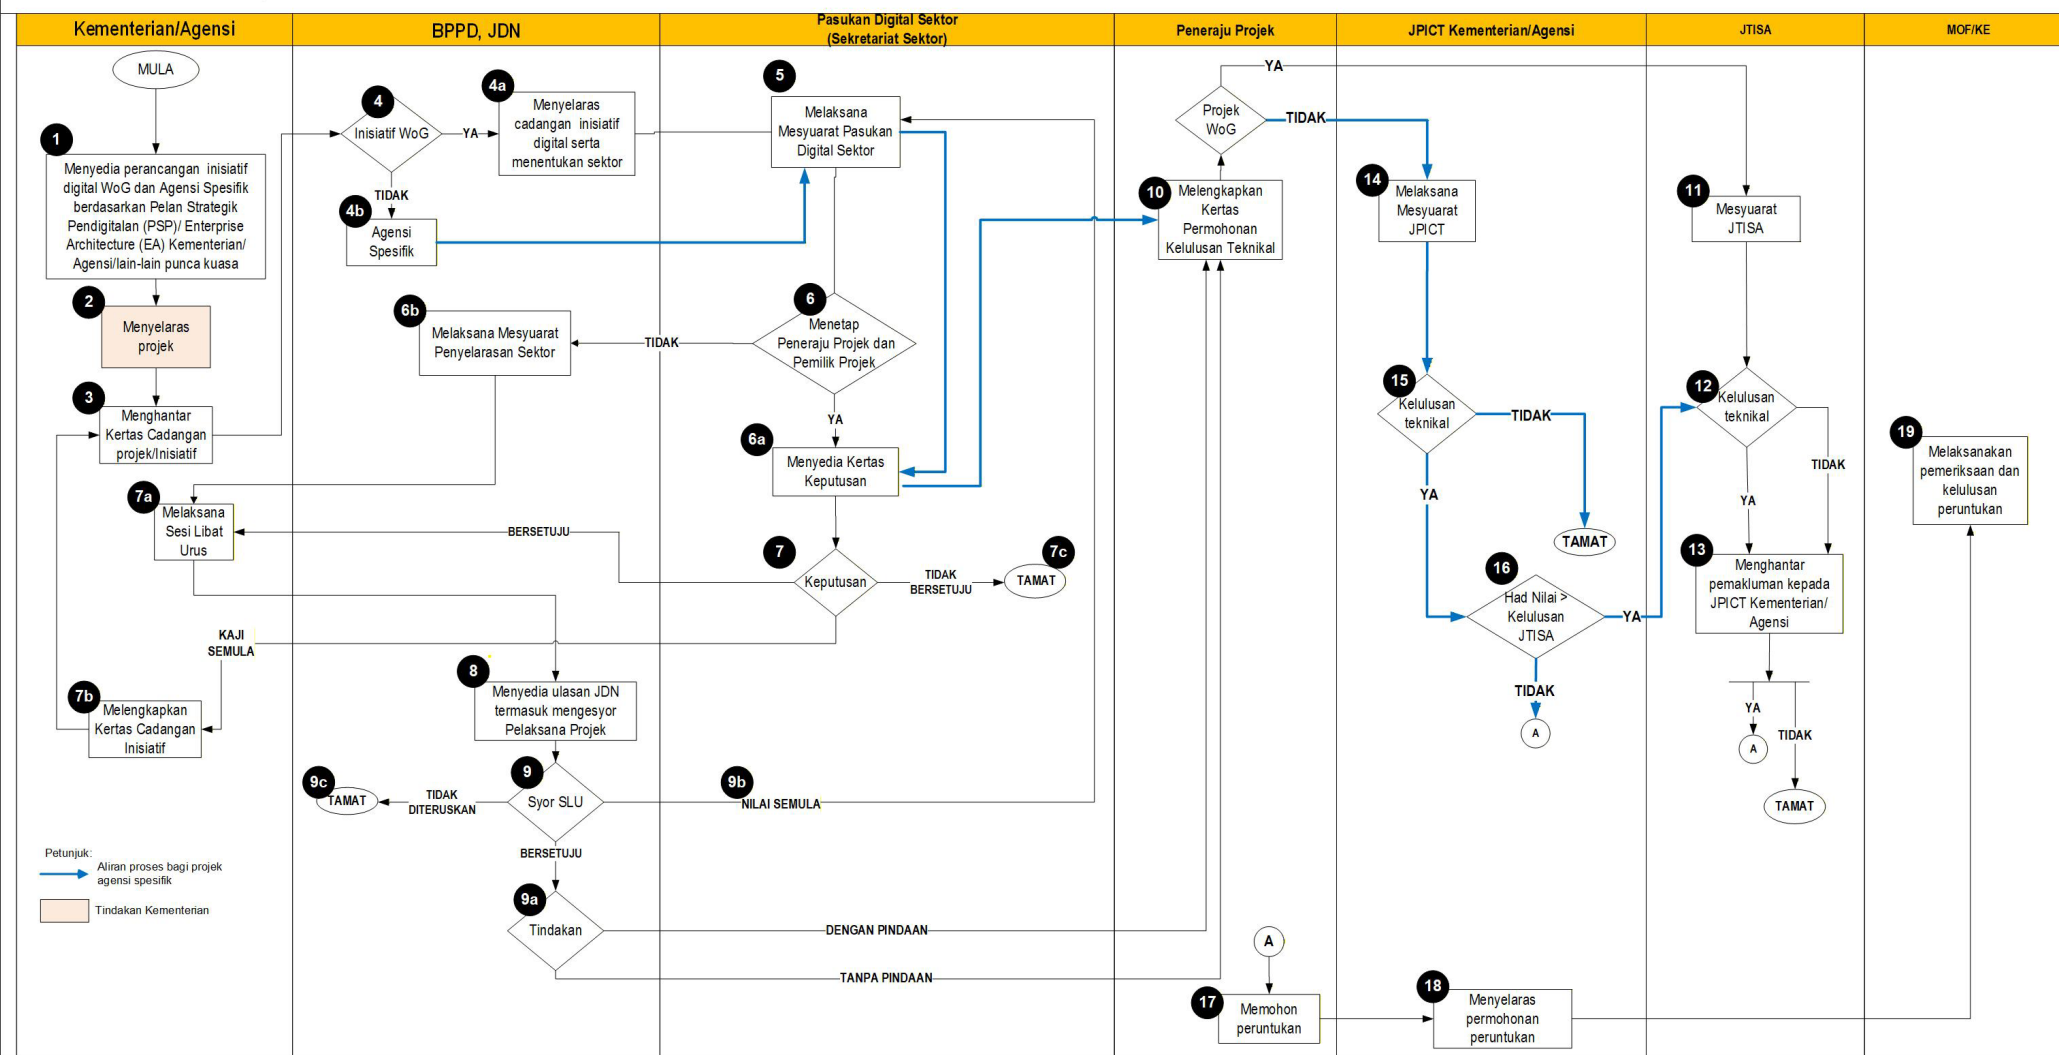 Kementerian/Agensi
BPPD, JDN
Pasukan Digital Sektor
(Sekretariat Sektor)
Peneraju Projek
JPICT Kementerian/Agensi
JTISA
MOF/KE
MULA
1
Menyedia perancangan inisiatif
digital WoG dan Agensi Spesifik
berdasarkan Pelan Strategik
Pendigitalan (PSP)/ Enterprise
Architecture (EA) Kementerian/
Agensi/lain-lain punca kuasa
2
Menyelaras
projek
3
Menghantar
Kertas Cadangan
projek/Inisiatif
4
Inisiatif WoG
YA
4a
Menyelaras
cadangan inisiatif
digital serta
menentukan sektor
TIDAK
4b
Agensi
Spesifik
5
Melaksana
Mesyuarat Pasukan
Digital Sektor
6
Menetap
Peneraju Projek dan
Pemilik Projek
TIDAK
6b
Melaksana Mesyuarat
Penyelarasan Sektor
YA
6a
Menyedia Kertas
Keputusan
7
Keputusan
BERSETUJU
7a
Melaksana
Sesi Libat
Urus
TIDAK
BERSETUJU
7c
TAMAT
KAJI
SEMULA
7b
Melengkapkan
Kertas Cadangan
Inisiatif
8
Menyedia ulasan JDN
termasuk mengesyor
Pelaksana Projek
9
Syor SLU
TIDAK
DITERUSKAN
9c
TAMAT
9b
NILAI SEMULA
BERSETUJU
9a
Tindakan
DENGAN PINDAAN
TANPA PINDAAN
10
Melengkapkan
Kertas
Permohonan
Kelulusan Teknikal
Projek
WoG
YA
TIDAK
11
Mesyuarat
JTISA
12
Kelulusan
teknikal
YA
TIDAK
13
Menghantar
pemakluman kepada
JPICT Kementerian/
Agensi
YA
A
TIDAK
TAMAT
14
Melaksana
Mesyuarat
JPICT
15
Kelulusan
teknikal
TIDAK
TAMAT
YA
16
Had Nilai >
Kelulusan
JTISA
YA
TIDAK
A
A
17
Memohon
peruntukan
18
Menyelaras
permohonan
peruntukan
19
Melaksanakan
pemeriksaan dan
kelulusan
peruntukan
Petunjuk:
Aliran proses bagi projek
agensi spesifik
Tindakan Kementerian